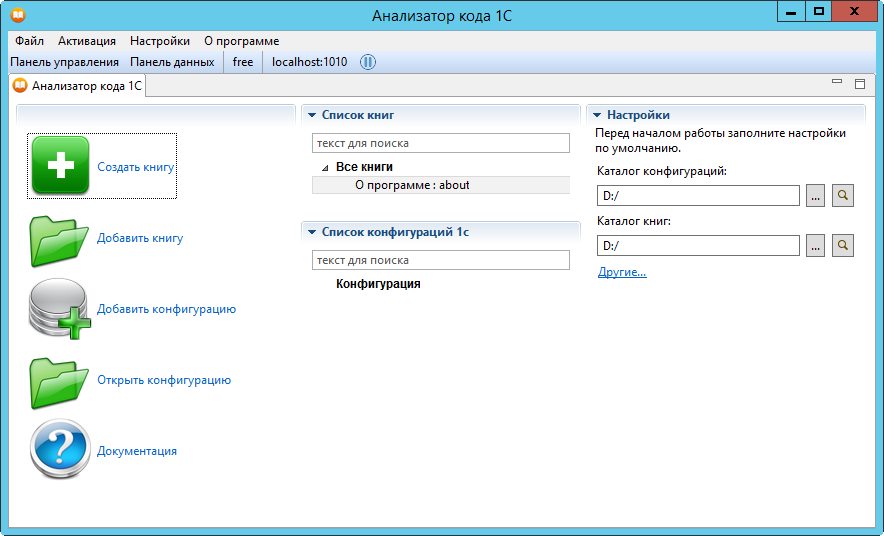 Анализатор кода 1С
Файл Активация Настройки О программе
Панель управления Панель данных free localhost:1010
Анализатор кода 1С
Создать книгу
Добавить книгу
Добавить конфигурацию
Открыть конфигурацию
? Документация
Список книг
текст для поиска
Все книги
О программе : about
Список конфигураций 1с
текст для поиска
Конфигурация
Настройки
Перед началом работы заполните настройки
по умолчанию.
Каталог конфигураций:
D:/ ...
Каталог книг:
D:/ ...
Другие...